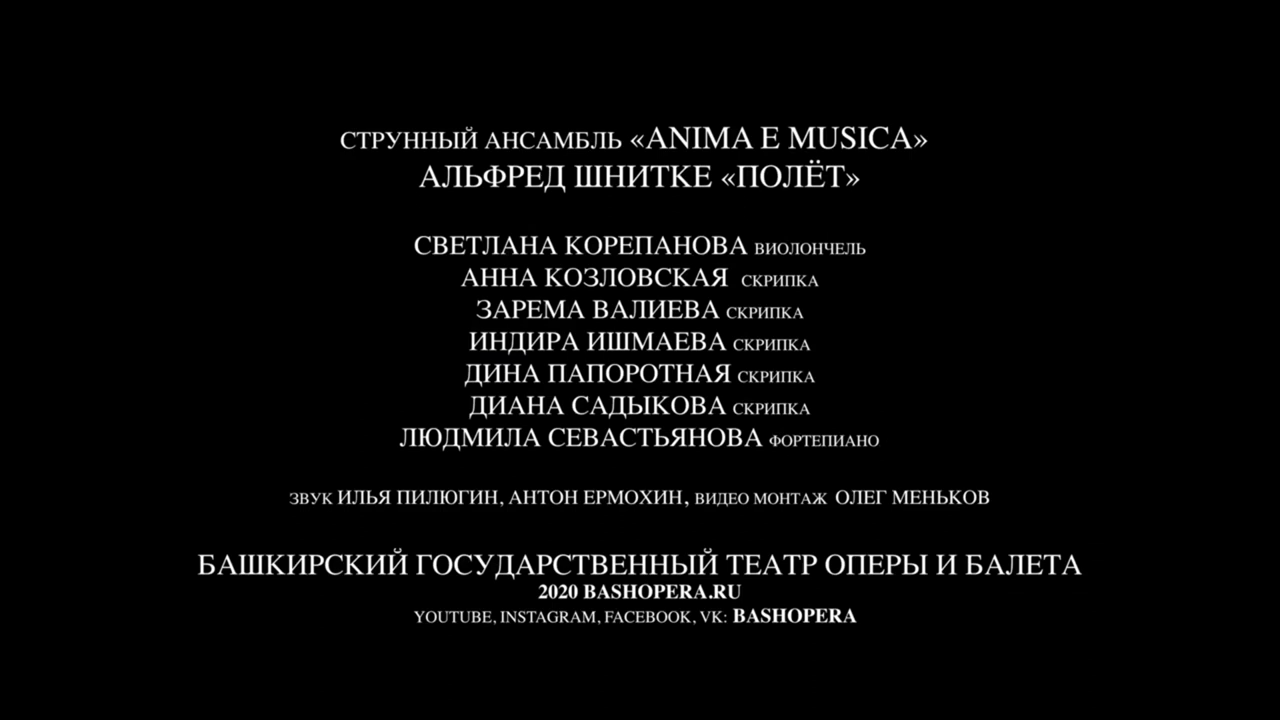 СТРУННЫЙ АНСАМБЛЬ «ANIMA E MUSICA»
АЛЬФРЕД ШНИТКЕ «ПОЛЁТ»
СВЕТЛАНА КОРЕПАНОВА ВИОЛОНЧЕЛЬ
АННА КОЗЛОВСКАЯ СКРИПКА
ЗАРЕМА ВАЛИЕВА СКРИПКА
ИНДИРА ИШМАЕВА СКРИПКА
ДИНА ПАПОРОТНАЯ СКРИПКА
ДИАНА САДЫКОВА СКРИПКА
ЛЮДМИЛА СЕВАСТЬЯНОВА ФОРТЕПИАНО
ЗВУК ИЛЬЯ ПИЛЮГИН, АНТОН ЕРМОХИН, ВИДЕО МОНТАЖ ОЛЕГ МЕНЬКОВ
БАШКИРСКИЙ ГОСУДАРСТВЕННЫЙ ТЕАТР ОПЕРЫ И БАЛЕТА
2020 BASHOPERA.RU
YOUTUBE, INSTAGRAM, FACEBOOK, VK: BASHOPERA